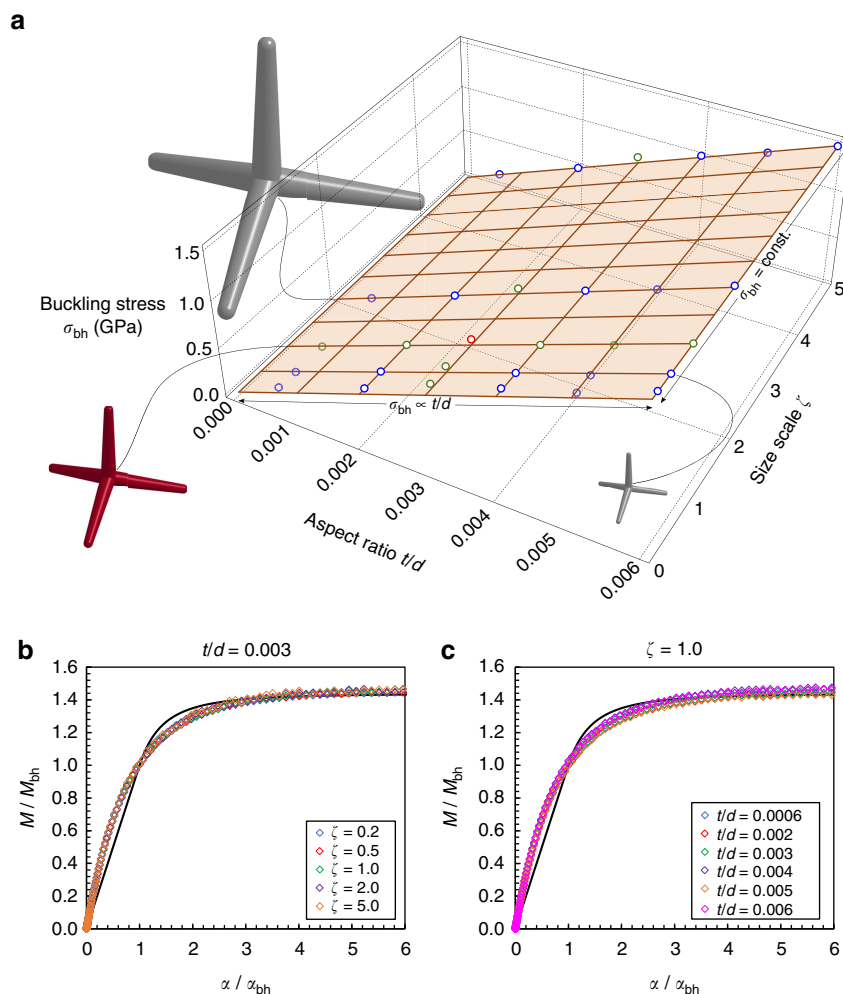 a
1.5
1.0
0.5
0.0
Buckling stress
σbh (GPa)
0.000
0.001
0.002
0.003
0.004
0.005
0.006
Aspect ratio t/d
0
1
2
3
4
5
Size scale ζ
σbh = const.
σbh ∝ t/d
b
t/d = 0.003
M / Mbh
1.6
1.4
1.2
1.0
0.8
0.6
0.4
0.2
0.0
ζ = 0.2
ζ = 0.5
ζ = 1.0
ζ = 2.0
ζ = 5.0
0 1 2 3 4 5 6
α / αbh
c
ζ = 1.0
M / Mbh
1.6
1.4
1.2
1.0
0.8
0.6
0.4
0.2
0.0
t/d = 0.0006
t/d = 0.002
t/d = 0.003
t/d = 0.004
t/d = 0.005
t/d = 0.006
0 1 2 3 4 5 6
α / αbh